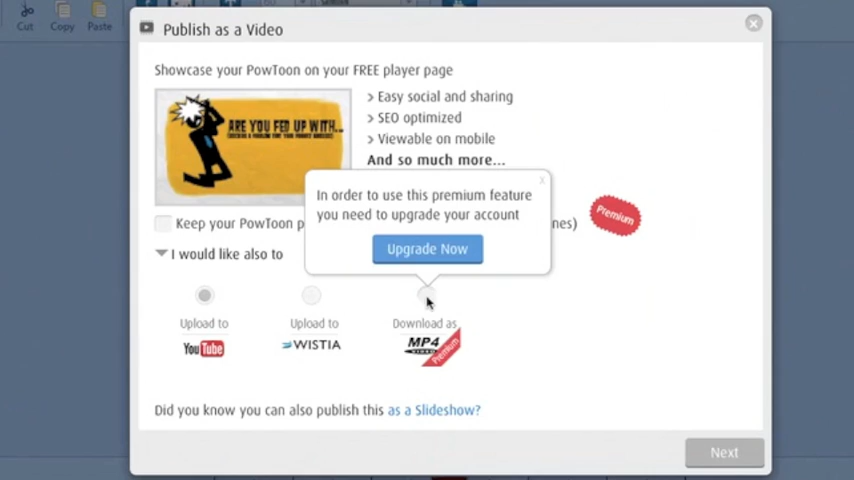 Cut
Copy
Paste
Publish as a Video
Showcase your PowToon on your FREE player page
ARE YOU FED UP WITH...
> Easy social and sharing
> SEO optimized
> Viewable on mobile
And so much more...
In order to use this premium feature
you need to upgrade your account
x
Upgrade Now
Keep your PowToon p
nes)
Premium
I would like also to
Upload to
YouTube
Upload to
WISTIA
Download as
MP4
VIDEO
Premium
Did you know you can also publish this as a Slideshow?
Next